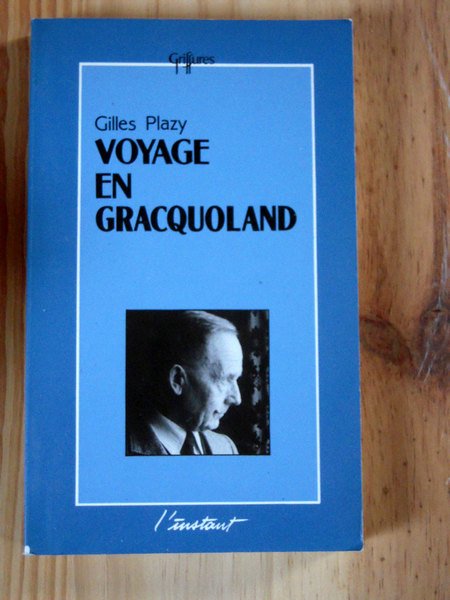 Griffures
Gilles Plazy
VOYAGE
EN
GRACQUOLAND
l'instant